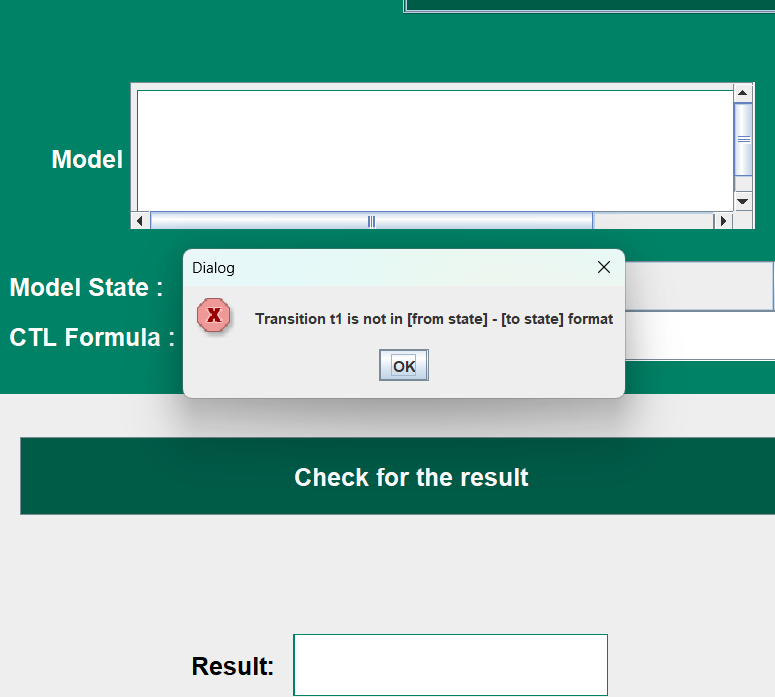 Model
Model State :
Dialog
Transition t1 is not in [from state] - [to state] format
OK
CTL Formula :
Check for the result
Result: